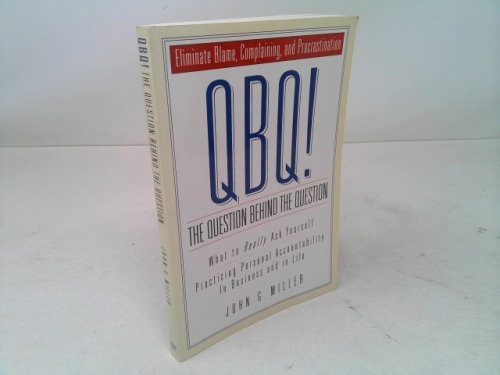 QBQ! THE QUESTION BEHIND THE QUESTION JOHN G. MILLER
Eliminate Blame, Complaining, and Procrastination
QBQ!
THE QUESTION BEHIND THE QUESTION
What to Really Ask Yourself
Practicing Personal Accountability
In Business and in Life
JOHN G. MILLER